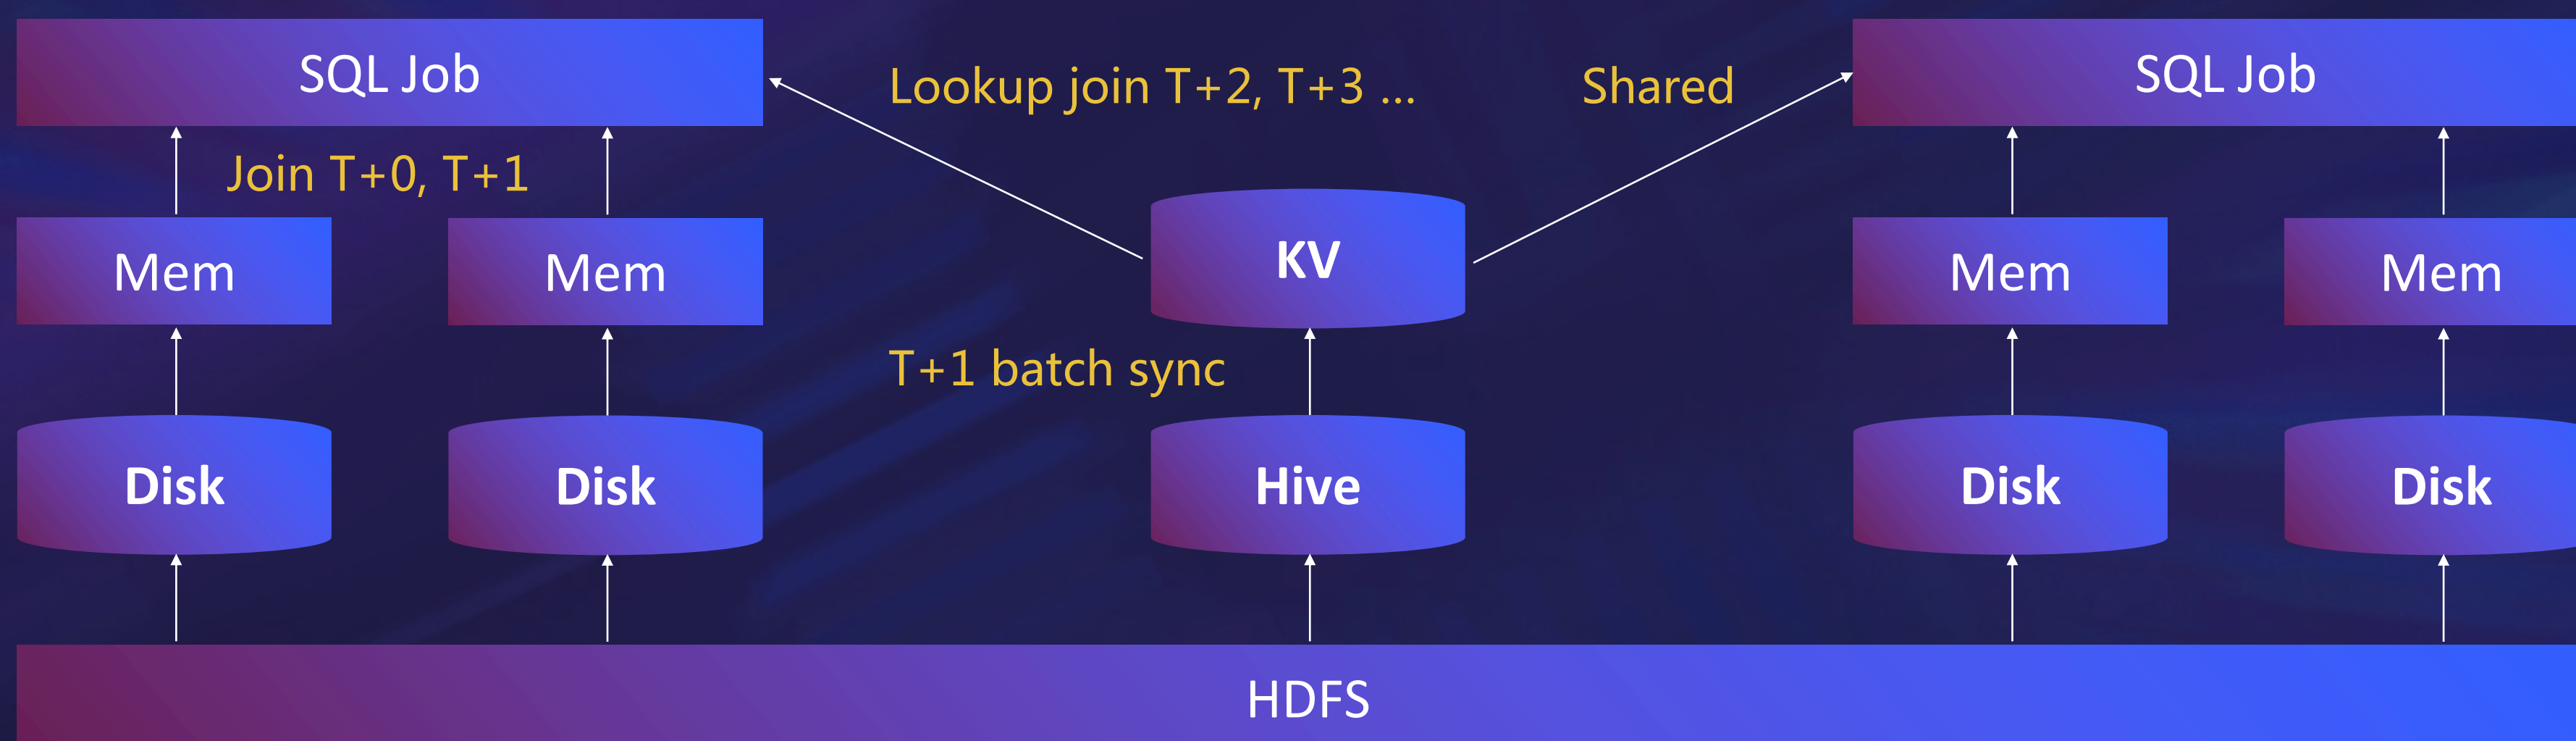 SQL Job
Lookup join T+2, T+3 ...
Shared
SQL Job
Join T+0, T+1
Mem
Mem
KV
Mem
Mem
T+1 batch sync
Disk
Disk
Hive
Disk
Disk
HDFS